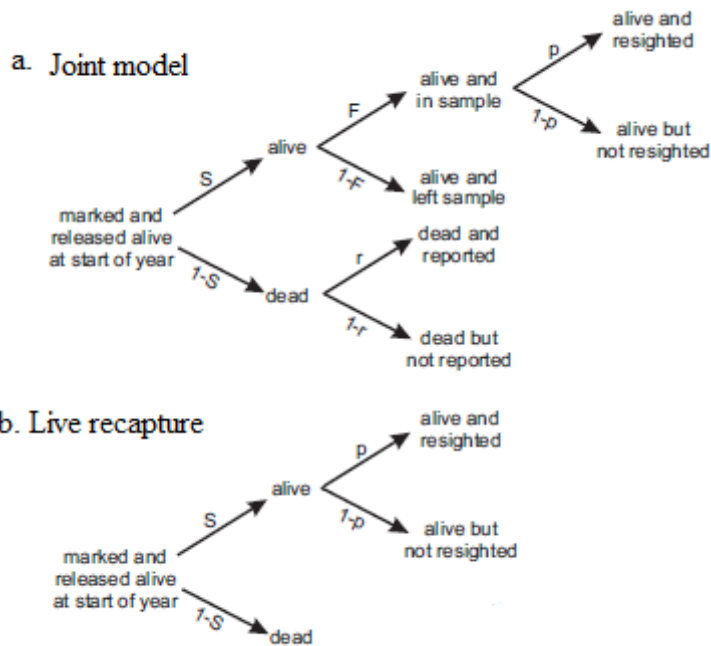 a. Joint model
alive and
resighted
p
alive and
in sample
1-p
alive but
not resighted
F
alive
1-F
alive and
left sample
S
marked and
released alive
at start of year
1-S
dead
r
dead and
reported
1-r
dead but
not reported
b. Live recapture
alive and
resighted
p
alive
1-p
alive but
not resighted
S
marked and
released alive
at start of year
1-S
dead